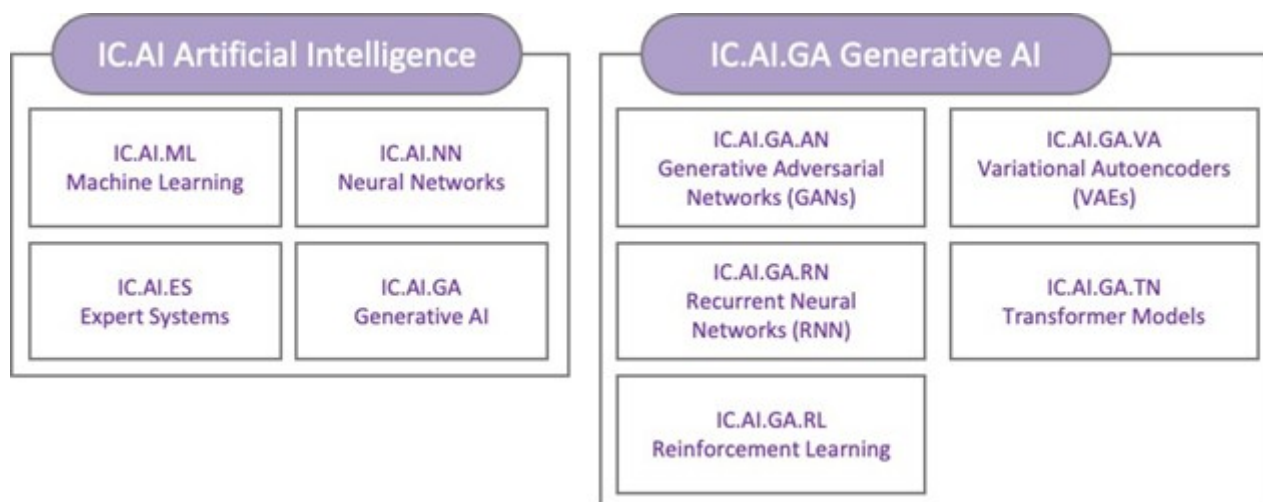 IC.AI Artificial Intelligence
IC.AI.ML
Machine Learning
IC.AI.NN
Neural Networks
IC.AI.ES
Expert Systems
IC.AI.GA
Generative AI
IC.AI.GA Generative AI
IC.AI.GA.AN
Generative Adversarial
Networks (GANs)
IC.AI.GA.VA
Variational Autoencoders
(VAEs)
IC.AI.GA.RN
Recurrent Neural
Networks (RNN)
IC.AI.GA.TN
Transformer Models
IC.AI.GA.RL
Reinforcement Learning